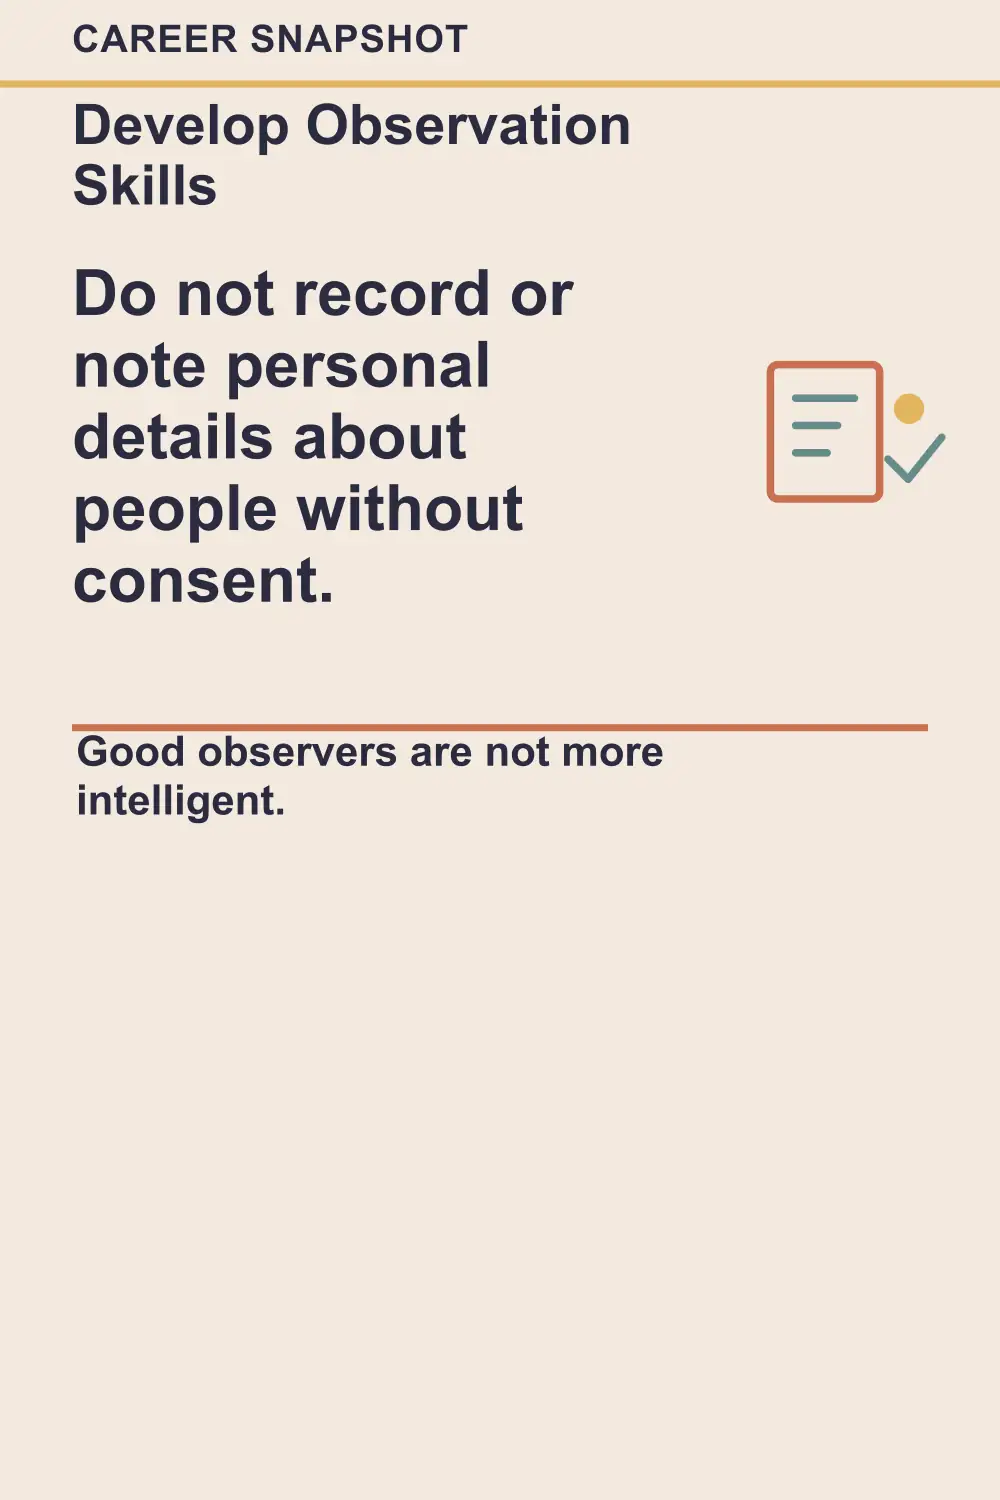 CAREER SNAPSHOT
Develop Observation
Skills
Do not record or
note personal
details about
people without
consent.
Good observers are not more
intelligent.